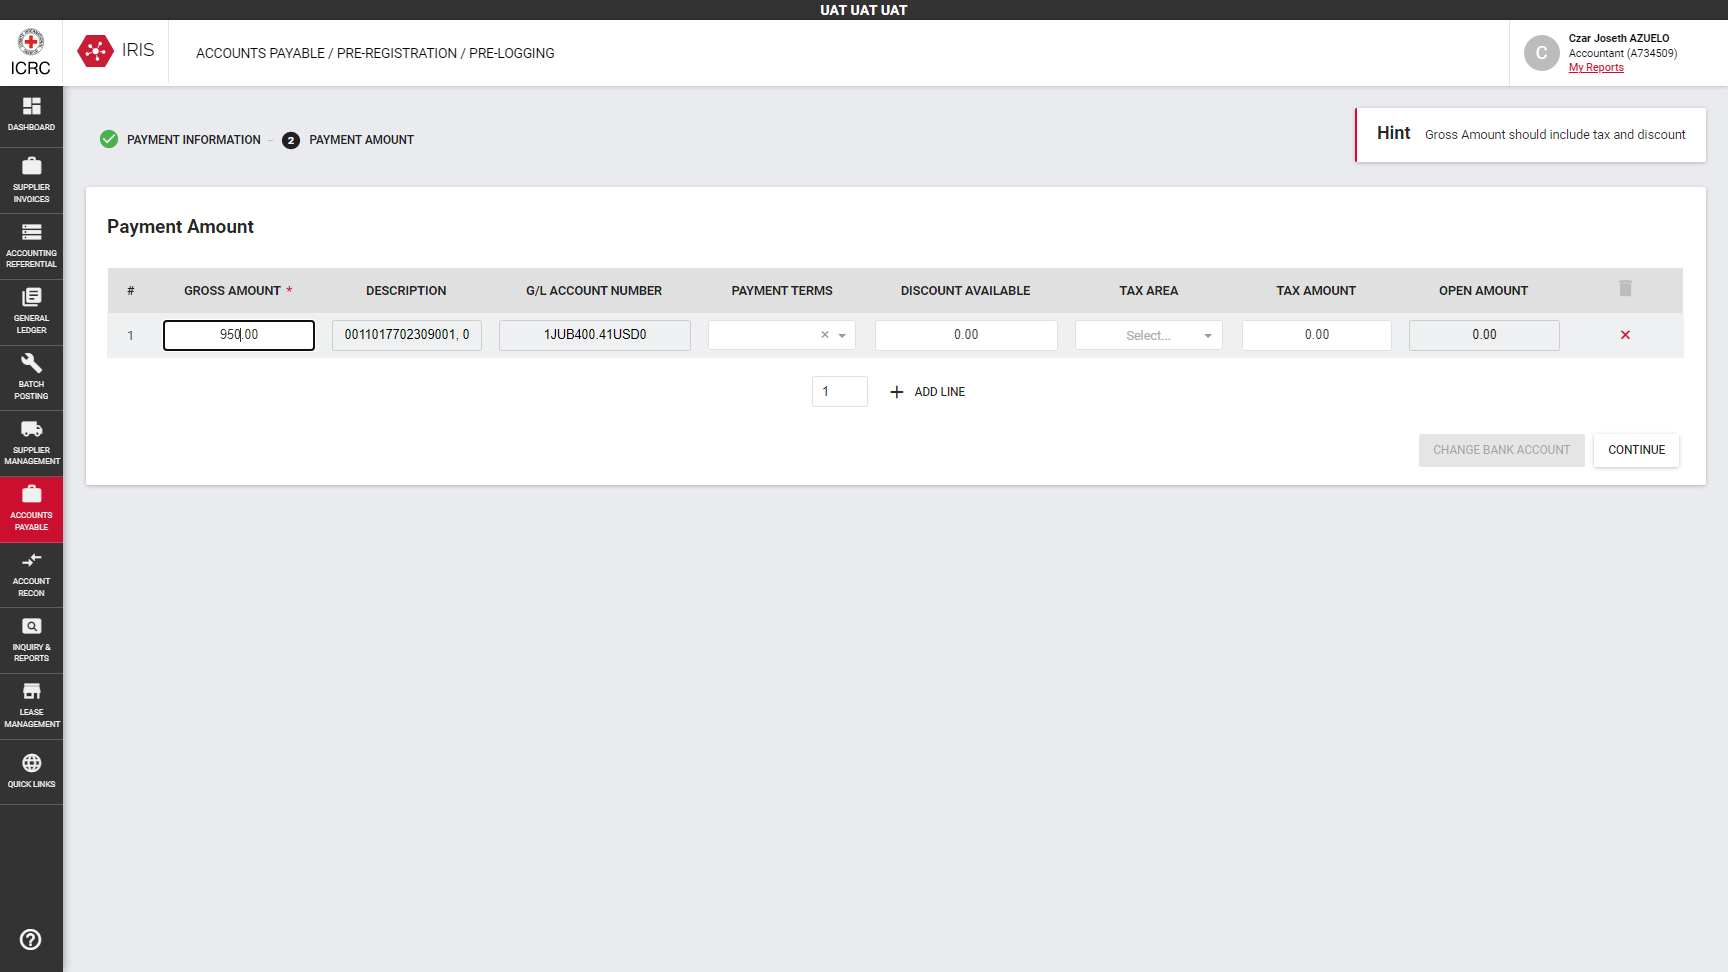 UAT UAT UAT
ICRC
IRIS
ACCOUNTS PAYABLE / PRE-REGISTRATION / PRE-LOGGING
C
Czar Joseth AZUELO
Accountant (A734509)
My Reports
DASHBOARD
SUPPLIER
INVOICES
ACCOUNTING
REFERENTIAL
GENERAL
LEDGER
BATCH
POSTING
SUPPLIER
MANAGEMENT
ACCOUNTS
PAYABLE
ACCOUNT
RECON
INQUIRY &
REPORTS
LEASE
MANAGEMENT
QUICK LINKS
PAYMENT INFORMATION
2 PAYMENT AMOUNT
Hint Gross Amount should include tax and discount
Payment Amount
# GROSS AMOUNT * DESCRIPTION G/L ACCOUNT NUMBER PAYMENT TERMS DISCOUNT AVAILABLE TAX AREA TAX AMOUNT OPEN AMOUNT
1 950.00 0011017702309001, 0 1JUB400.41USD0 0.00 Select... 0.00 0.00
1 ADD LINE
CHANGE BANK ACCOUNT CONTINUE